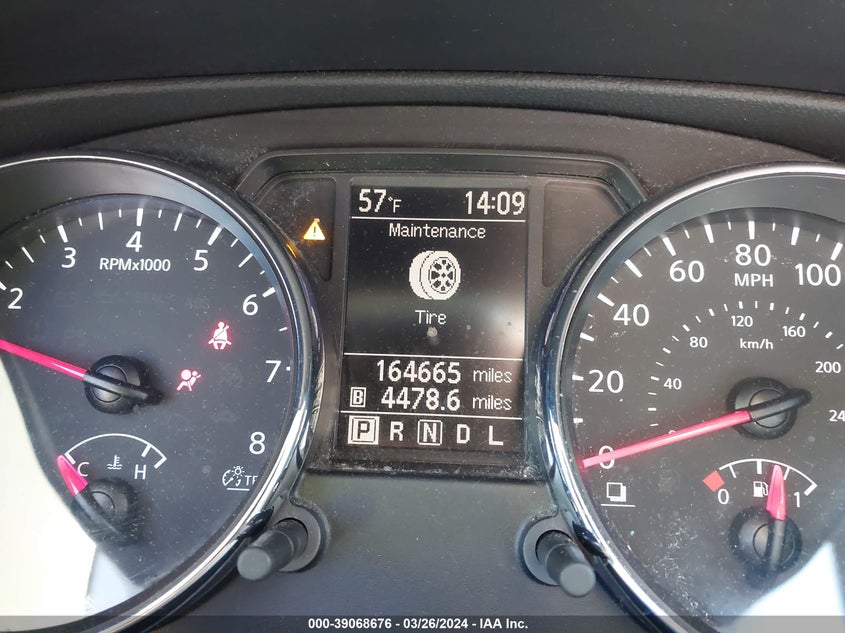 57°F 14:09
Maintenance
Tire
164665 miles
B 4478.6 miles
P R N D L
2 3 4 5 6 7 8
RPMx1000
C H
0 20 40 60 80 100
MPH
40 80 120 160 200 24
km/h
0 1
000-39068676 - 03/26/2024 - IAA Inc.